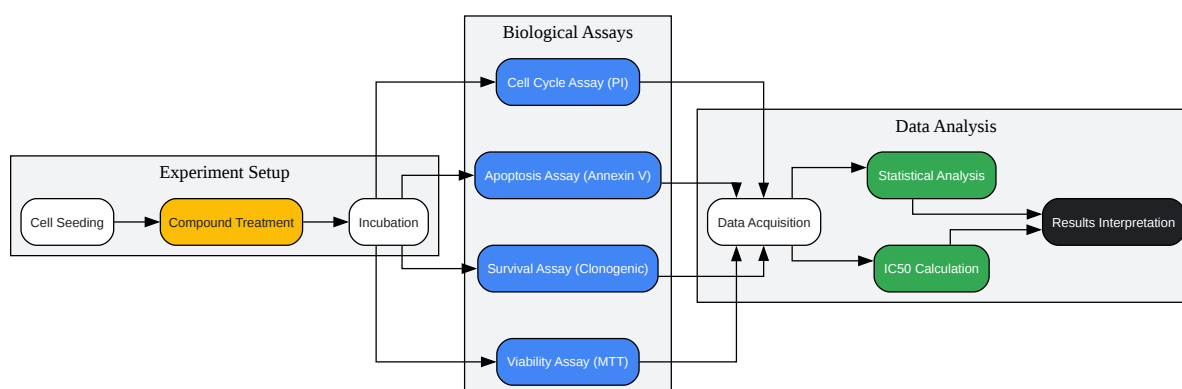 Experiment Setup
Cell Seeding
Compound Treatment
Incubation
Biological Assays
Cell Cycle Assay (PI)
Apoptosis Assay (Annexin V)
Survival Assay (Clonogenic)
Viability Assay (MTT)
Data Analysis
Data Acquisition
Statistical Analysis
IC50 Calculation
Results Interpretation